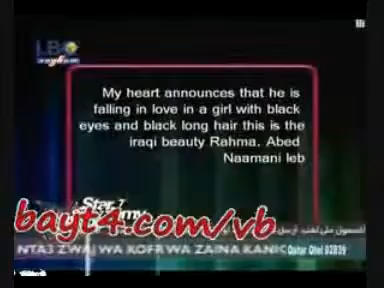 LBC
My heart announces that he is
falling in love in a girl with black
eyes and black long hair this is the
iraqi beauty Rahma. Abed
Naamani leb
Star
bayt4.com/vb
NTA3 ZWAJ WA KOFR WA ZAINA KANIC Qatar Qtel 92839